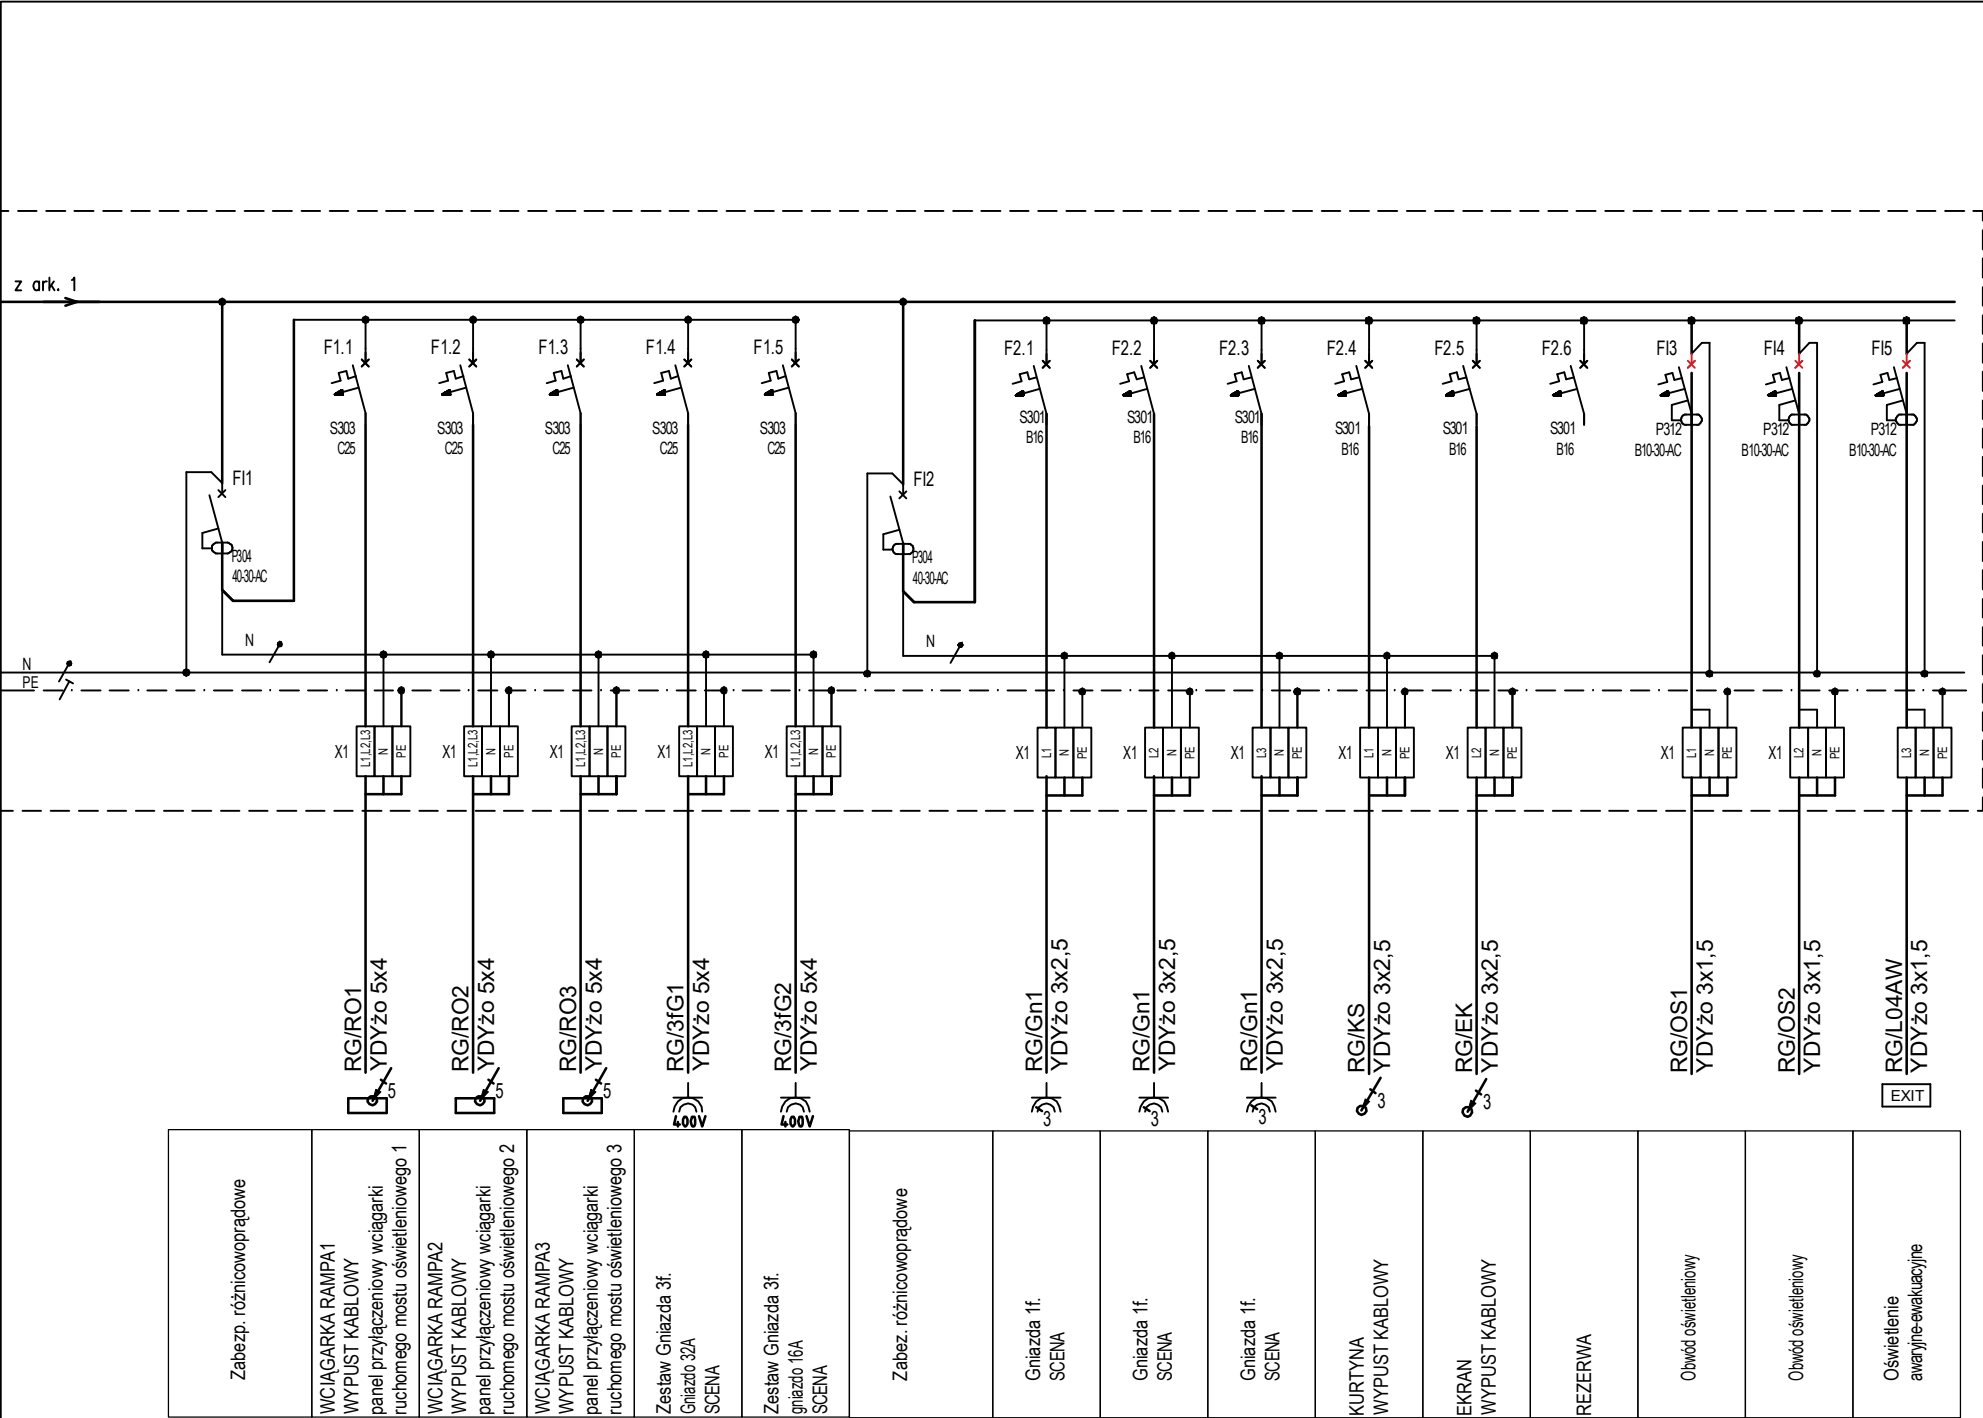 z ark. 1
F1.1
F1.2
F1.3
F1.4
F1.5
F2.1
F2.2
F2.3
F2.4
F2.5
F2.6
FI3
FI4
FI5
S303
C25
S303
C25
S303
C25
S303
C25
S303
C25
S301
B16
S301
B16
S301
B16
S301
B16
S301
B16
S301
B16
P312
B10-30-AC
P312
B10-30-AC
P312
B10-30-AC
FI1
P304
40-30-AC
FI2
P304
40-30-AC
N
N
N
PE
X1 L1,L2,L3 N PE
X1 L1,L2,L3 N PE
X1 L1,L2,L3 N PE
X1 L1,L2,L3 N PE
X1 L1,L2,L3 N PE
X1 L1 N PE
X1 L2 N PE
X1 L3 N PE
X1 L1 N PE
X1 L2 N PE
X1 L1 N PE
X1 L2 N PE
L3 N PE
RG/RO1
YDYżo 5x4
RG/RO2
YDYżo 5x4
RG/RO3
YDYżo 5x4
RG/3fG1
YDYżo 5x4
RG/3fG2
YDYżo 5x4
RG/Gn1
YDYżo 3x2,5
RG/Gn1
YDYżo 3x2,5
RG/Gn1
YDYżo 3x2,5
RG/KS
YDYżo 3x2,5
RG/EK
YDYżo 3x2,5
RG/OS1
YDYżo 3x1,5
RG/OS2
YDYżo 3x1,5
RG/L04AW
YDYżo 3x1,5
5
5
5
400V
400V
3
3
3
3
3
EXIT
Zabezp. różnicowoprądowe
WCIĄGARKA RAMPA1
WYPUST KABLOWY
panel przyłączeniowy wciągarki
ruchomego mostu oświetleniowego 1
WCIĄGARKA RAMPA2
WYPUST KABLOWY
panel przyłączeniowy wciągarki
ruchomego mostu oświetleniowego 2
WCIĄGARKA RAMPA3
WYPUST KABLOWY
panel przyłączeniowy wciągarki
ruchomego mostu oświetleniowego 3
Zestaw Gniazda 3f.
Gniazdo 32A
SCENA
Zestaw Gniazda 3f.
gniazdo 16A
SCENA
Zabez. różnicowoprądowe
Gniazda 1f.
SCENA
Gniazda 1f.
SCENA
Gniazda 1f.
SCENA
KURTYNA
WYPUST KABLOWY
EKRAN
WYPUST KABLOWY
REZERWA
Obwód oświetleniowy
Obwód oświetleniowy
Oświetlenie
awaryjne-ewakuacyjne